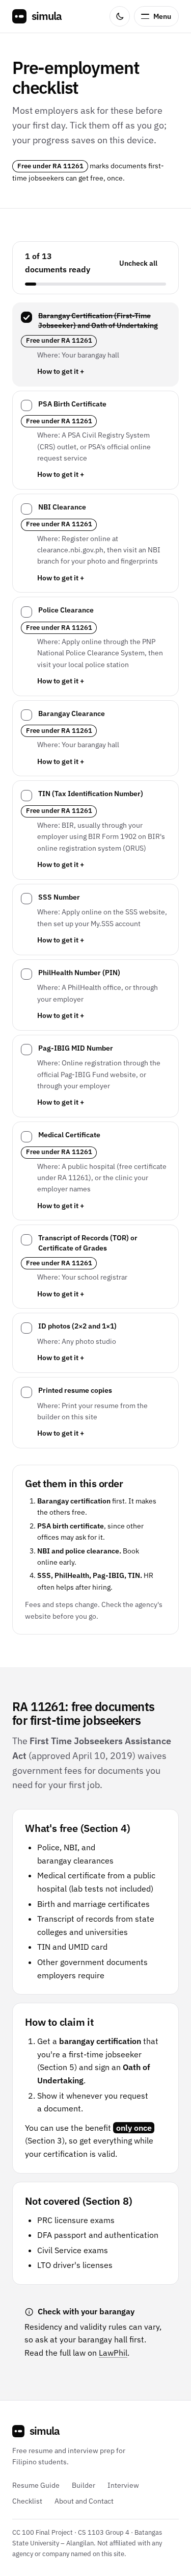 simula
Menu
Pre-employment
checklist
Most employers ask for these before
your first day. Tick them off as you go;
your progress saves on this device.
Free under RA 11261 marks documents first-
time jobseekers can get free, once.
1 of 13
documents ready
Uncheck all
Barangay Certification (First-Time
Jobseeker) and Oath of Undertaking
Free under RA 11261
Where: Your barangay hall
How to get it +
PSA Birth Certificate
Free under RA 11261
Where: A PSA Civil Registry System
(CRS) outlet, or PSA's official online
request service
How to get it +
NBI Clearance
Free under RA 11261
Where: Register online at
clearance.nbi.gov.ph, then visit an NBI
branch for your photo and fingerprints
How to get it +
Police Clearance
Free under RA 11261
Where: Apply online through the PNP
National Police Clearance System, then
visit your local police station
How to get it +
Barangay Clearance
Free under RA 11261
Where: Your barangay hall
How to get it +
TIN (Tax Identification Number)
Free under RA 11261
Where: BIR, usually through your
employer using BIR Form 1902 on BIR's
online registration system (ORUS)
How to get it +
SSS Number
Where: Apply online on the SSS website,
then set up your My.SSS account
How to get it +
PhilHealth Number (PIN)
Where: A PhilHealth office, or through
your employer
How to get it +
Pag-IBIG MID Number
Where: Online registration through the
official Pag-IBIG Fund website, or
through your employer
How to get it +
Medical Certificate
Free under RA 11261
Where: A public hospital (free certificate
under RA 11261), or the clinic your
employer names
How to get it +
Transcript of Records (TOR) or
Certificate of Grades
Free under RA 11261
Where: Your school registrar
How to get it +
ID photos (2×2 and 1×1)
Where: Any photo studio
How to get it +
Printed resume copies
Where: Print your resume from the
builder on this site
How to get it +
Get them in this order
1. Barangay certification first. It makes
the others free.
2. PSA birth certificate, since other
offices may ask for it.
3. NBI and police clearance. Book
online early.
4. SSS, PhilHealth, Pag-IBIG, TIN. HR
often helps after hiring.
Fees and steps change. Check the agency's
website before you go.
RA 11261: free documents
for first-time jobseekers
The First Time Jobseekers Assistance
Act (approved April 10, 2019) waives
government fees for documents you
need for your first job.
What's free (Section 4)
• Police, NBI, and
barangay clearances
• Medical certificate from a public
hospital (lab tests not included)
• Birth and marriage certificates
• Transcript of records from state
colleges and universities
• TIN and UMID card
• Other government documents
employers require
How to claim it
1. Get a barangay certification that
you're a first-time jobseeker
(Section 5) and sign an Oath of
Undertaking.
2. Show it whenever you request
a document.
You can use the benefit only once
(Section 3), so get everything while
your certification is valid.
Not covered (Section 8)
• PRC licensure exams
• DFA passport and authentication
• Civil Service exams
• LTO driver's licenses
Check with your barangay
Residency and validity rules can vary,
so ask at your barangay hall first.
Read the full law on LawPhil.
simula
Free resume and interview prep for
Filipino students.
Resume Guide Builder Interview
Checklist About and Contact
CC 100 Final Project · CS 1103 Group 4 · Batangas
State University – Alangilan. Not affiliated with any
agency or company named on this site.